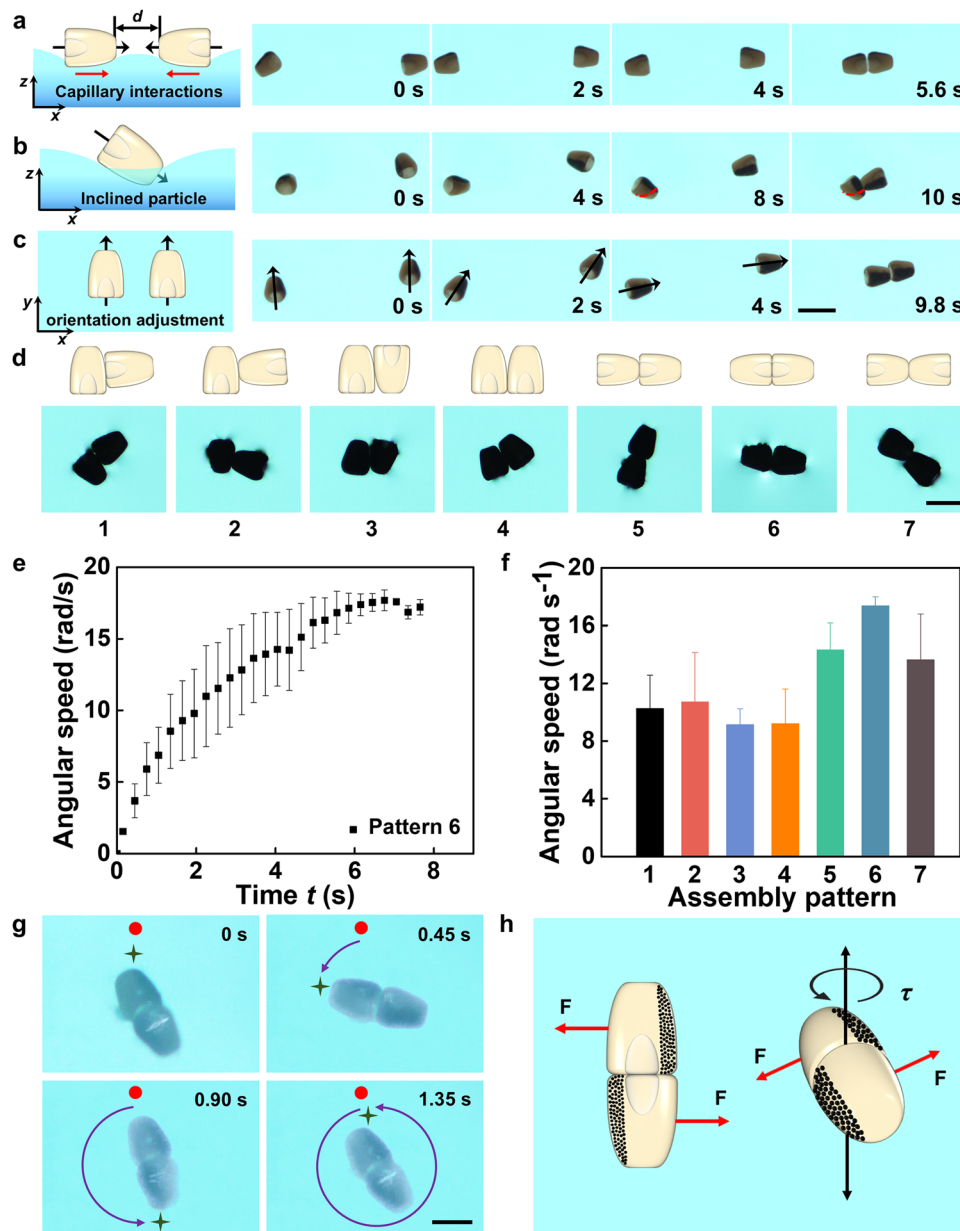 a
d
z
x
Capillary interactions
0 s
2 s
4 s
5.6 s
b
z
x
Inclined particle
0 s
4 s
8 s
10 s
c
y
x
orientation adjustment
0 s
2 s
4 s
9.8 s
d
1 2 3 4 5 6 7
e
Angular speed (rad/s)
20
15
10
5
0
Pattern 6
0 2 4 6 8
Time t (s)
f
Angular speed (rad s⁻¹)
20
16
12
8
4
0
1 2 3 4 5 6 7
Assembly pattern
g
0 s
0.45 s
0.90 s
1.35 s
h
F
F
τ
F
F